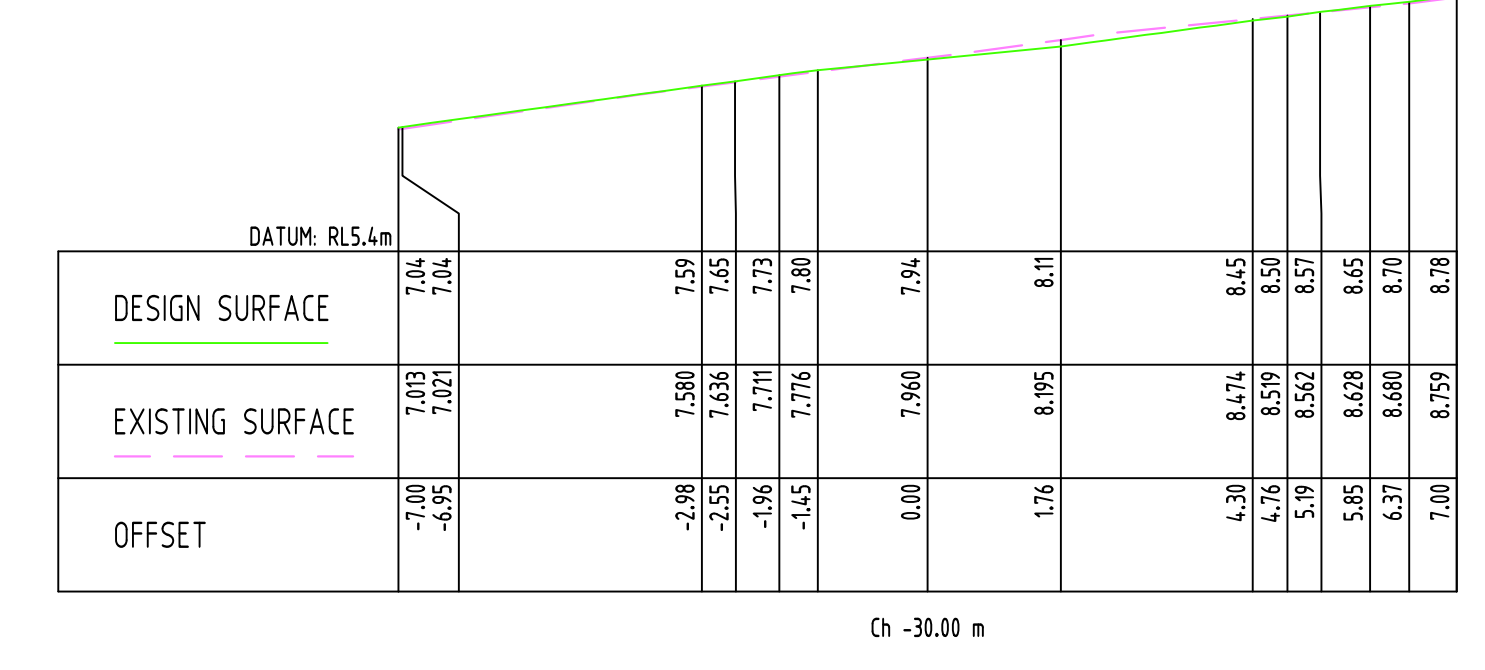 DATUM: RL5.4m
DESIGN SURFACE 7.04 7.04 7.59 7.65 7.73 7.80 7.94 8.11 8.45 8.50 8.57 8.65 8.70 8.78
EXISTING SURFACE 7.013 7.021 7.580 7.636 7.711 7.776 7.960 8.195 8.474 8.519 8.562 8.628 8.680 8.759
OFFSET -7.00 -6.95 -2.98 -2.55 -1.96 -1.45 0.00 1.76 4.30 4.76 5.19 5.85 6.37 7.00
Ch -30.00 m